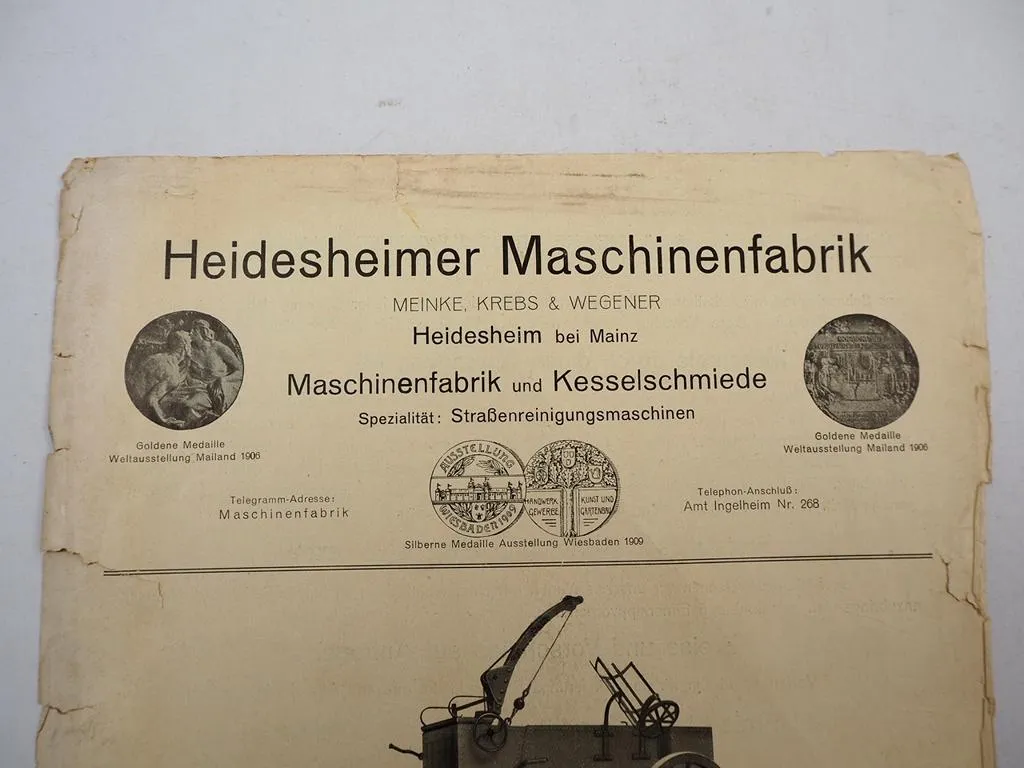 Heidesheimer Maschinenfabrik
MEINKE, KREBS & WEGENER
Heidesheim bei Mainz
Maschinenfabrik und Kesselschmiede
Spezialität: Straßenreinigungsmaschinen
Goldene Medaille
Weltausstellung Mailand 1906
Goldene Medaille
Weltausstellung Mailand 1906
Telegramm-Adresse:
Maschinenfabrik
AUSSTELLUNG
WIESBADEN 1909
HANDWERK
GEWERBE
KUNST UND
GARTENBAU
Telephon-Anschluß:
Amt Ingelheim Nr. 268
Silberne Medaille Ausstellung Wiesbaden 1909